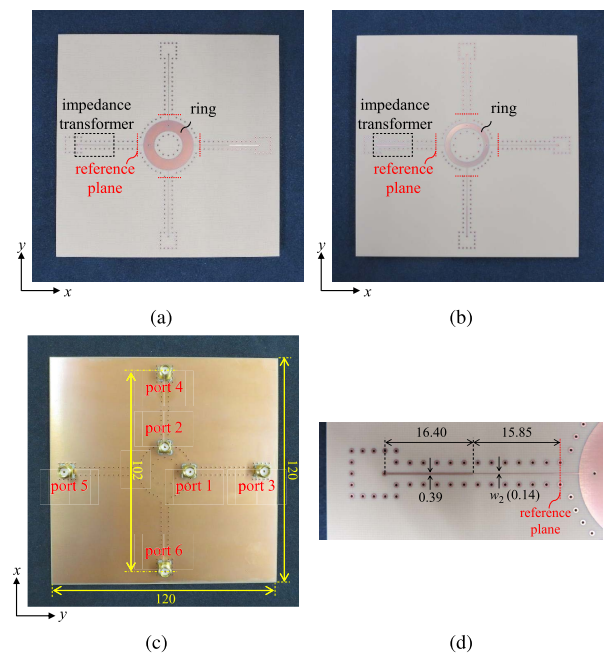 impedance
transformer
ring
reference
plane
y
x
(a)
impedance
transformer
ring
reference
plane
y
x
(b)
port 4
port 2
102
120
port 5
port 1
port 3
port 6
x
120
y
(c)
16.40
15.85
0.39
w2 (0.14)
reference
plane
(d)